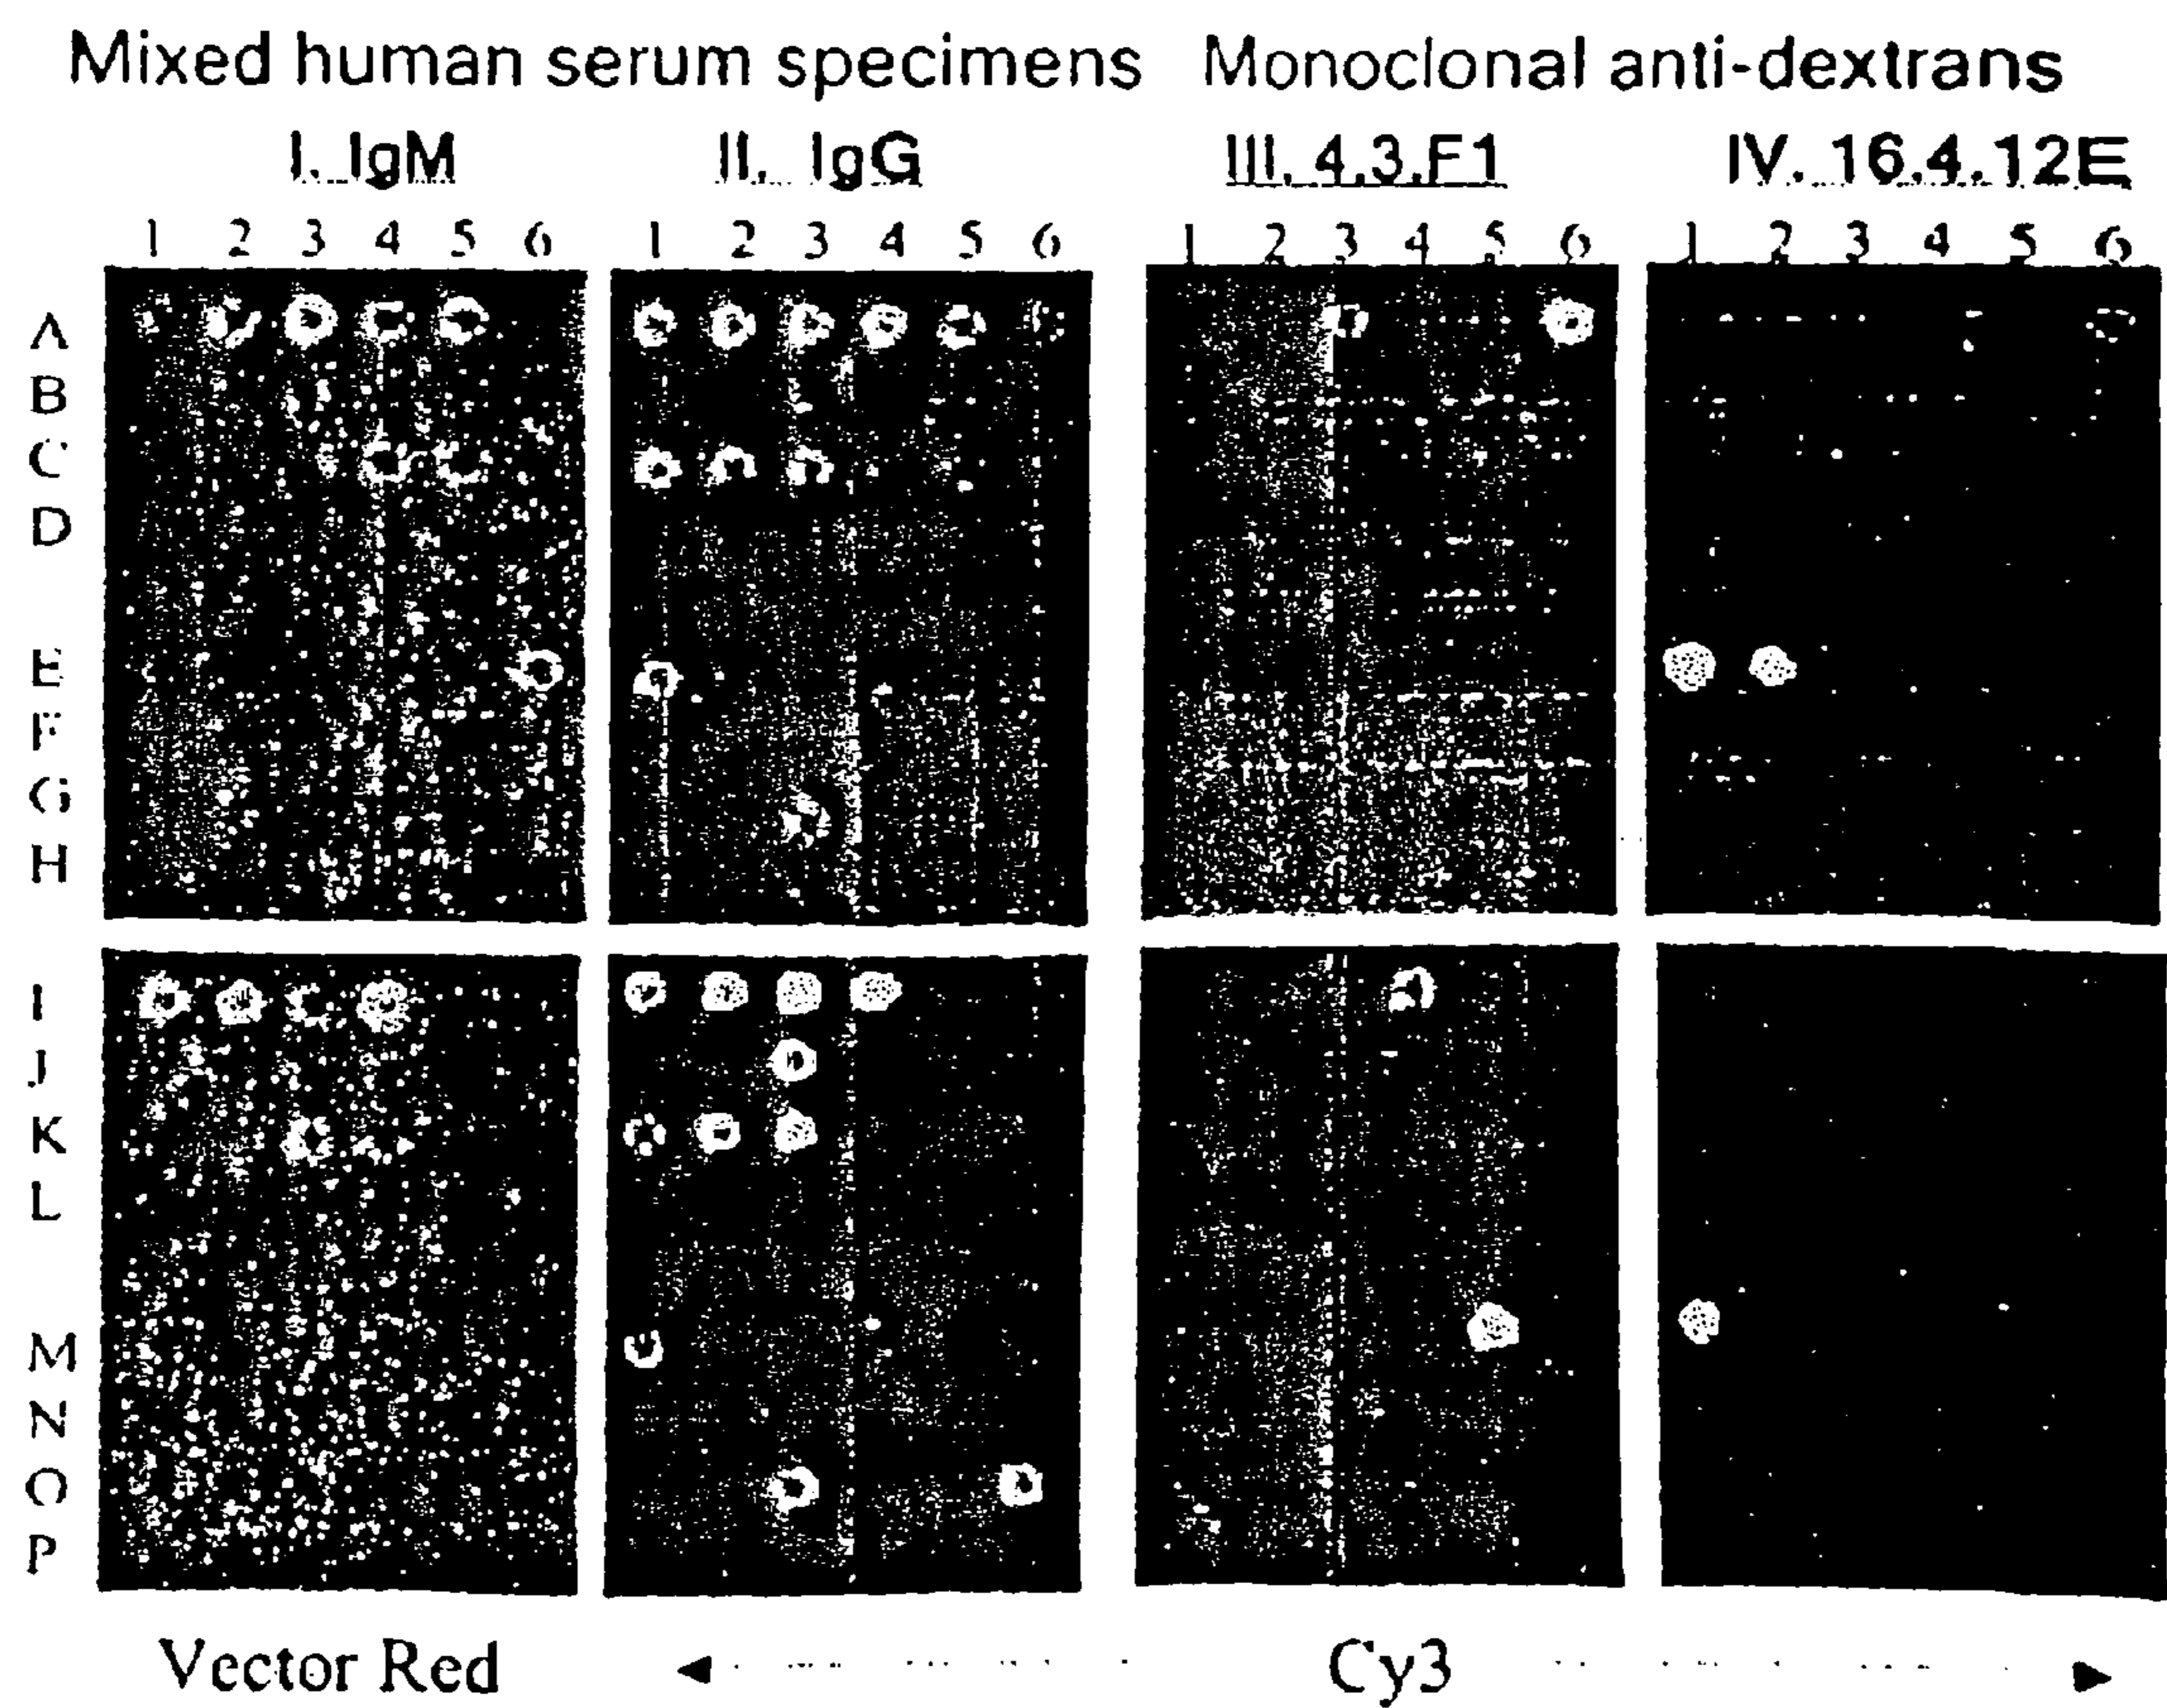 Mixed human serum specimens Monoclonal anti-dextrans
I. IgM II. IgG III. 4.3.F1 IV. 16.4.12E
1 2 3 4 5 6 1 2 3 4 5 6 1 2 3 4 5 6 1 2 3 4 5 6
A
B
C
D
E
F
G
H
I
J
K
L
M
N
O
P
Vector Red Cy3